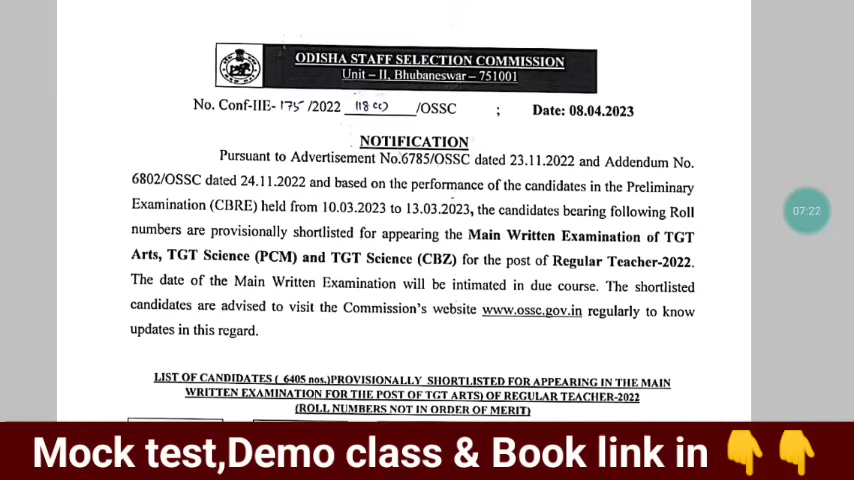 ODISHA STAFF SELECTION COMMISSION
Unit – II, Bhubaneswar – 751001
No. Conf-IIE- 175 /2022 /OSSC ; Date: 08.04.2023
NOTIFICATION
Pursuant to Advertisement No.6785/OSSC dated 23.11.2022 and Addendum No.
6802/OSSC dated 24.11.2022 and based on the performance of the candidates in the Preliminary
Examination (CBRE) held from 10.03.2023 to 13.03.2023, the candidates bearing following Roll
numbers are provisionally shortlisted for appearing the Main Written Examination of TGT
Arts, TGT Science (PCM) and TGT Science (CBZ) for the post of Regular Teacher-2022.
The date of the Main Written Examination will be intimated in due course. The shortlisted
candidates are advised to visit the Commission's website www.ossc.gov.in regularly to know
updates in this regard.
07:22
LIST OF CANDIDATES ( 6405 nos.)PROVISIONALLY SHORTLISTED FOR APPEARING IN THE MAIN
WRITTEN EXAMINATION FOR THE POST OF TGT ARTS) OF REGULAR TEACHER-2022
(ROLL NUMBERS NOT IN ORDER OF MERIT)
Mock test,Demo class & Book link in 👇👇